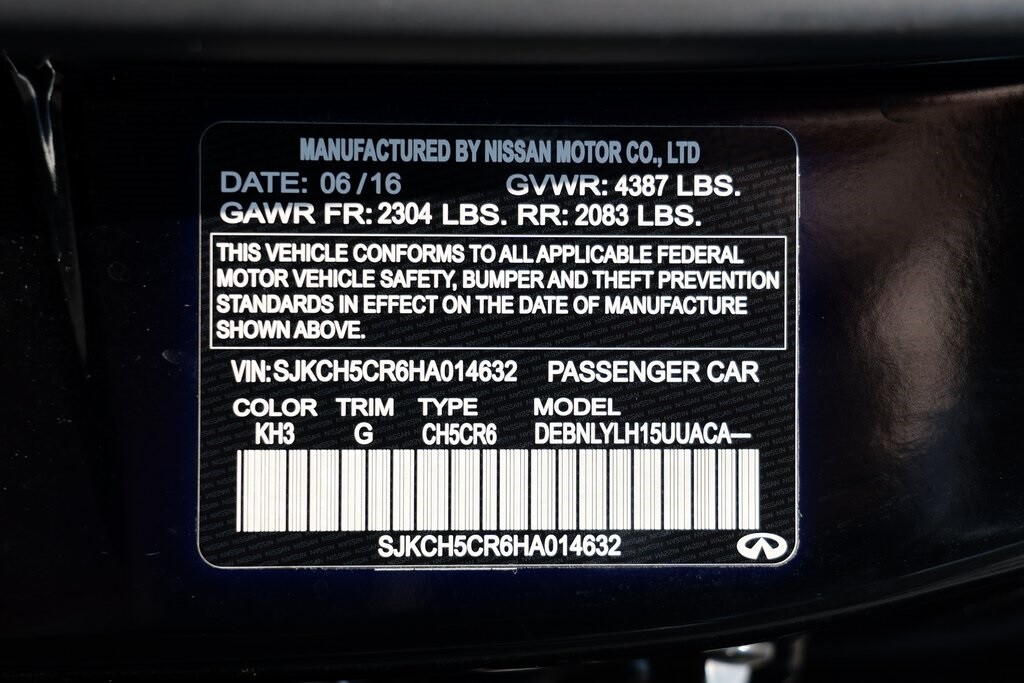 MANUFACTURED BY NISSAN MOTOR CO., LTD
DATE: 06/16 GVWR: 4387 LBS.
GAWR FR: 2304 LBS. RR: 2083 LBS.
THIS VEHICLE CONFORMS TO ALL APPLICABLE FEDERAL
MOTOR VEHICLE SAFETY, BUMPER AND THEFT PREVENTION
STANDARDS IN EFFECT ON THE DATE OF MANUFACTURE
SHOWN ABOVE.
VIN: SJKCH5CR6HA014632 PASSENGER CAR
COLOR TRIM TYPE MODEL
KH3 G CH5CR6 DEBNLYLH15UUACA—
SJKCH5CR6HA014632